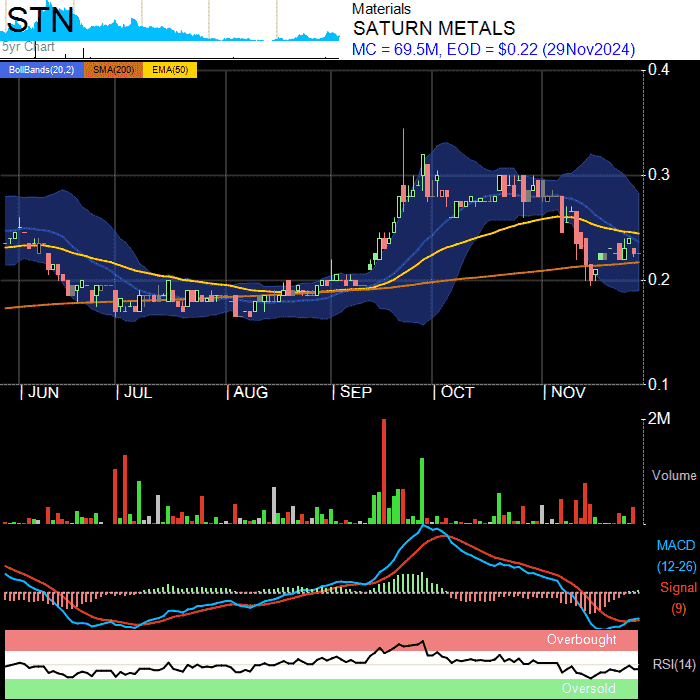 STN
5yr Chart
Materials
SATURN METALS
MC = 69.5M, EOD = $0.22 (29Nov2024)
BollBands(20,2) SMA(200) EMA(50)
0.4
0.3
0.2
0.1
JUN JUL AUG SEP OCT NOV
2M
Volume
MACD
(12-26)
Signal
(9)
Overbought
RSI(14)
Oversold